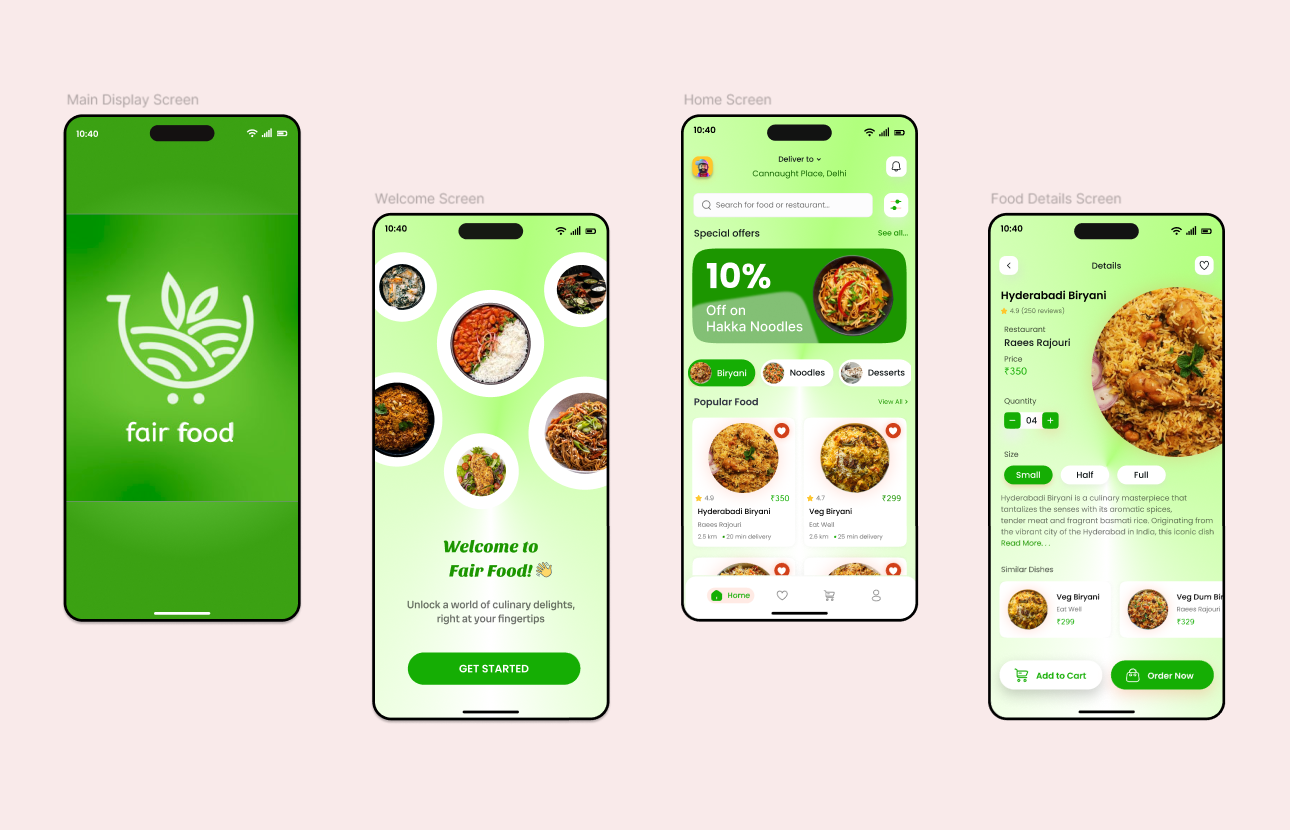 Main Display Screen
10:40
fair food
Welcome Screen
10:40
Welcome to
Fair Food! 👋
Unlock a world of culinary delights,
right at your fingertips
GET STARTED
Home Screen
10:40
Deliver to
Cannaught Place, Delhi
Search for food or restaurant...
Special offers
See all...
10%
Off on
Hakka Noodles
Biryani
Noodles
Desserts
Popular Food
View All >
4.9
₹350
Hyderabadi Biryani
Raees Rajouri
2.5 km • 20 min delivery
4.7
₹299
Veg Biryani
Eat Well
2.6 km • 25 min delivery
Home
Food Details Screen
10:40
Details
Hyderabadi Biryani
4.9 (250 reviews)
Restaurant
Raees Rajouri
Price
₹350
Quantity
− 04 +
Size
Small
Half
Full
Hyderabadi Biryani is a culinary masterpiece that
tantalizes the senses with its aromatic spices,
tender meat and fragrant basmati rice. Originating from
the vibrant city of the Hyderabad in India, this iconic dish
Read More. . .
Similar Dishes
Veg Biryani
Eat Well
₹299
Veg Dum Bir
Raees Rajouri
₹329
Add to Cart
Order Now